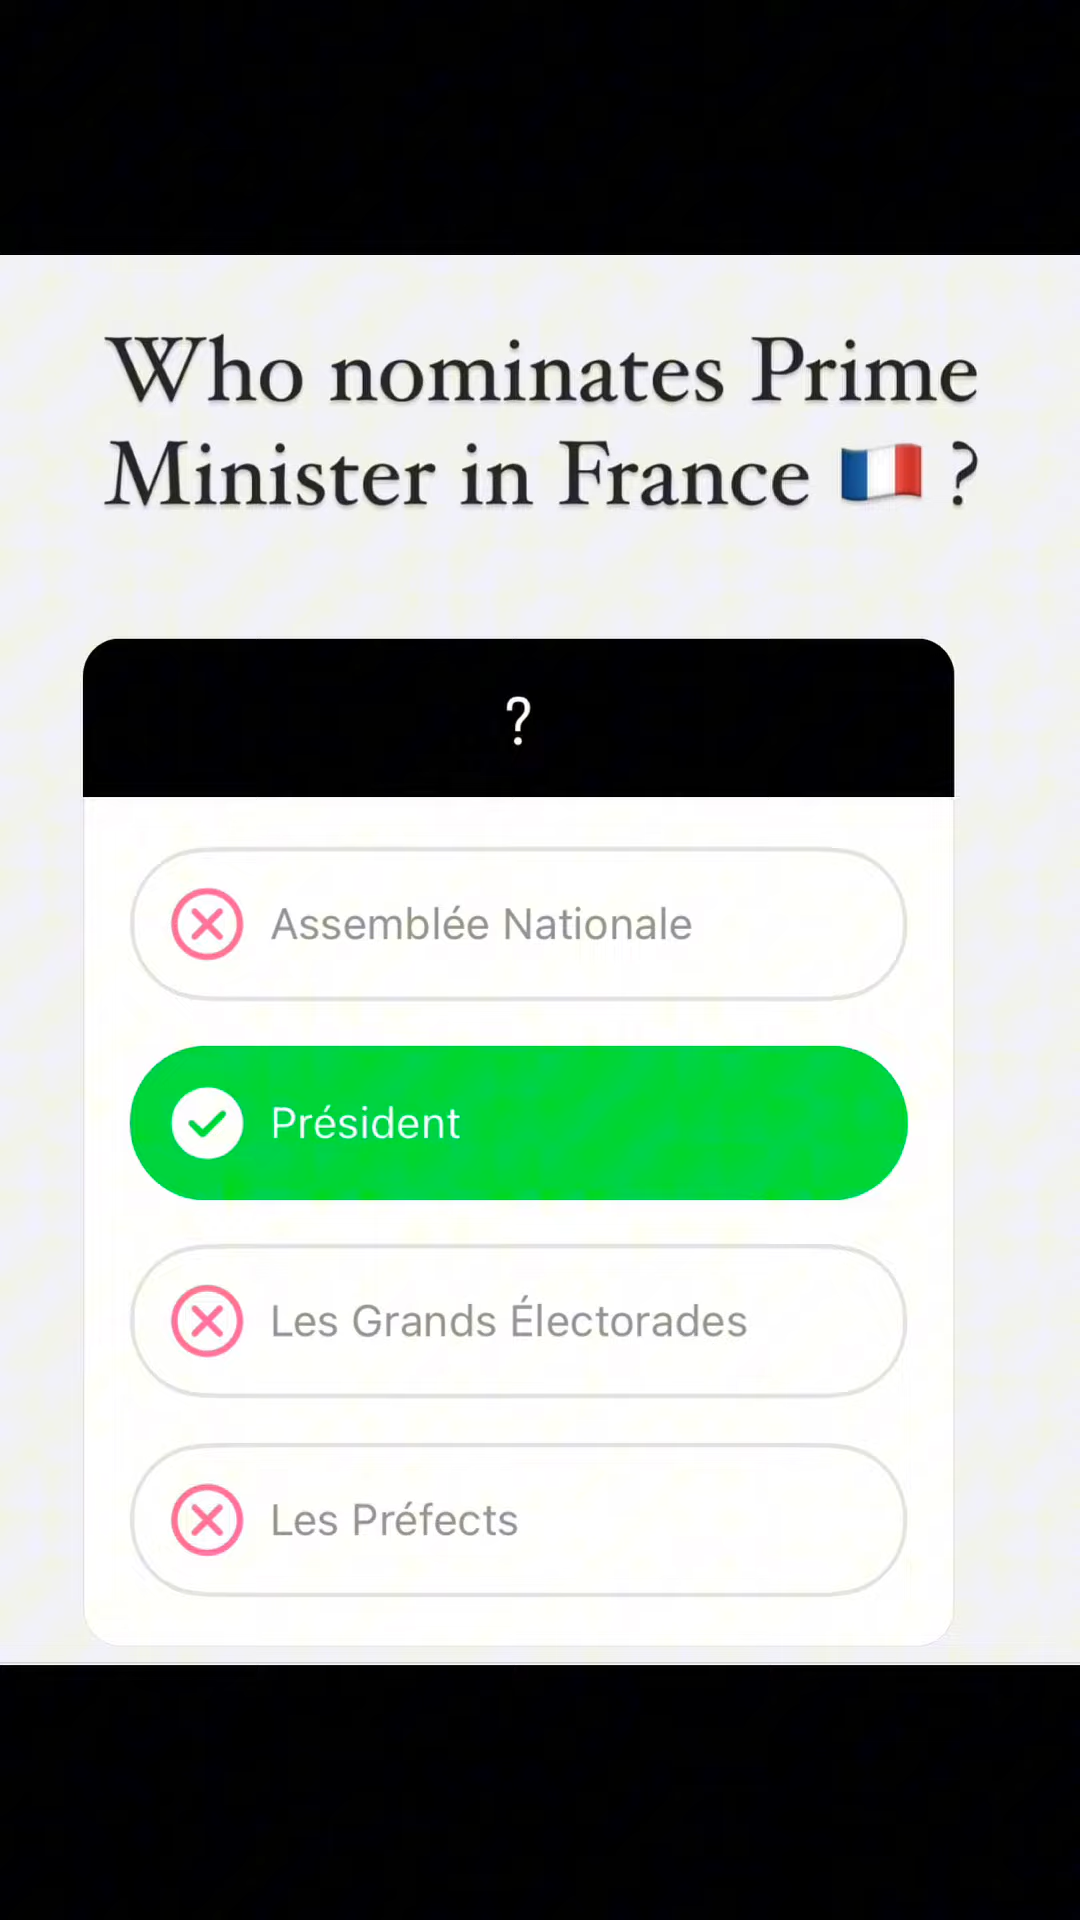 Who nominates Prime
Minister in France 🇫🇷 ?
?
Assemblée Nationale
Président
Les Grands Électorades
Les Préfects